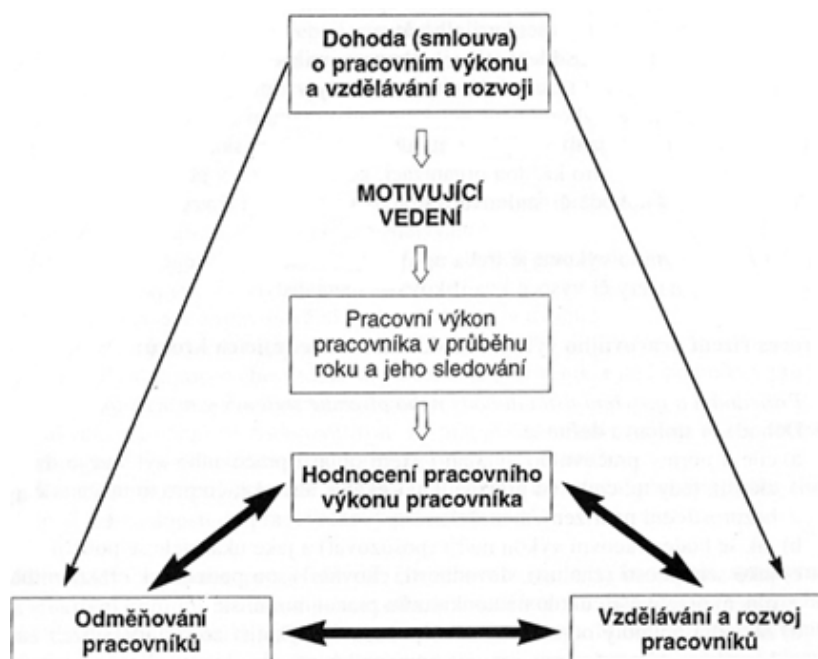 Dohoda (smlouva)
o pracovním výkonu
a vzdělávání a rozvoji
MOTIVUJÍCÍ
VEDENÍ
Pracovní výkon
pracovníka v průběhu
roku a jeho sledování
Hodnocení pracovního
výkonu pracovníka
Odměňování
pracovníků
Vzdělávání a rozvoj
pracovníků